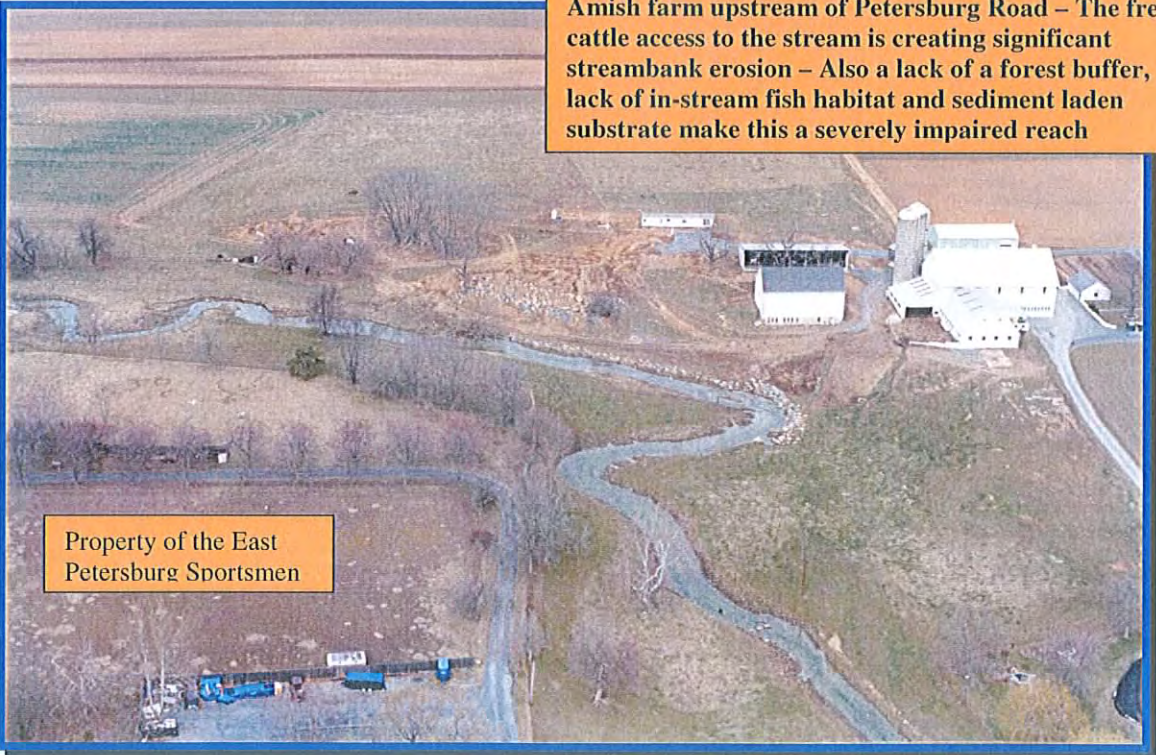 Amish farm upstream of Petersburg Road – The fre
cattle access to the stream is creating significant
streambank erosion – Also a lack of a forest buffer,
lack of in-stream fish habitat and sediment laden
substrate make this a severely impaired reach
Property of the East
Petersburg Sportsmen